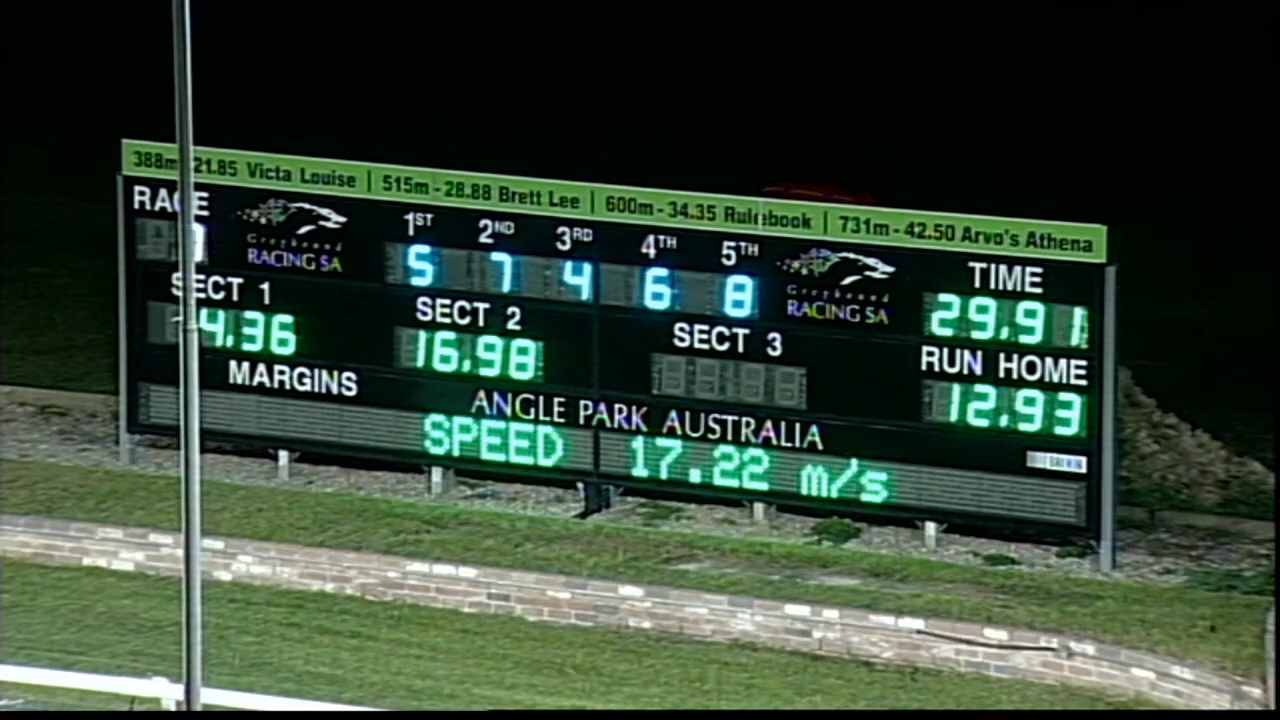 388m - 21.85 Victa Louise | 515m - 28.88 Brett Lee | 600m - 34.35 Rulebook | 731m - 42.50 Arvo's Athena
RACE
Greyhound
RACING SA
1ST 2ND 3RD 4TH 5TH
5 7 4 6 8
Greyhound
RACING SA
TIME
29.91
SECT 1
4.36
SECT 2
16.98
SECT 3
RUN HOME
12.93
MARGINS
ANGLE PARK AUSTRALIA
SPEED 17.22 m/s